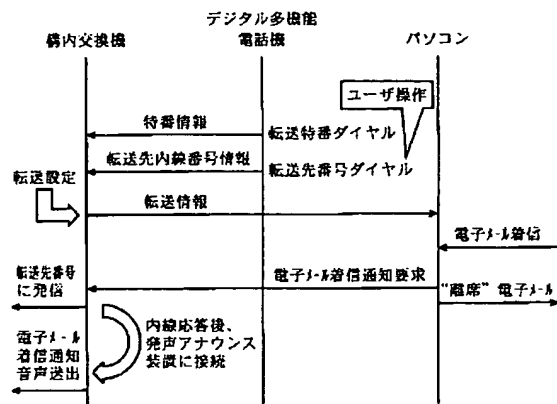 構内交換機
デジタル多機能
電話機
パソコン
ユーザ操作
特番情報
転送特番ダイヤル
転送先内線番号情報
転送先番号ダイヤル
転送設定
転送情報
電子メール着信
転送先番号
に発信
電子メール着信通知要求
“離席”電子メール
内線応答後、
発声アナウンス
装置に接続
電子メール
着信通知
音声送出